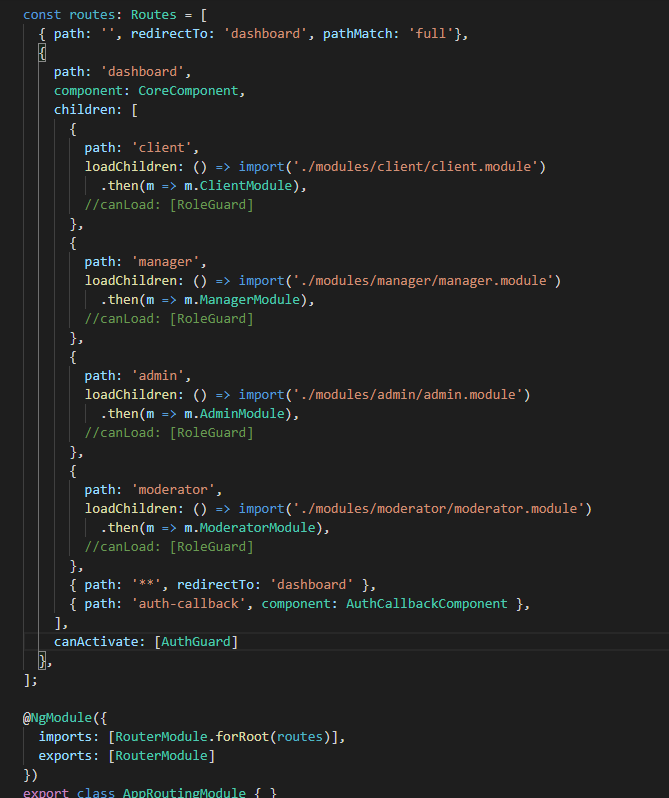 const routes: Routes = [
  { path: '', redirectTo: 'dashboard', pathMatch: 'full'},
  {
    path: 'dashboard',
    component: CoreComponent,
    children: [
      {
        path: 'client',
        loadChildren: () => import('./modules/client/client.module')
          .then(m => m.ClientModule),
        //canLoad: [RoleGuard]
      },
      {
        path: 'manager',
        loadChildren: () => import('./modules/manager/manager.module')
          .then(m => m.ManagerModule),
        //canLoad: [RoleGuard]
      },
      {
        path: 'admin',
        loadChildren: () => import('./modules/admin/admin.module')
          .then(m => m.AdminModule),
        //canLoad: [RoleGuard]
      },
      {
        path: 'moderator',
        loadChildren: () => import('./modules/moderator/moderator.module')
          .then(m => m.ModeratorModule),
        //canLoad: [RoleGuard]
      },
      { path: '**', redirectTo: 'dashboard' },
      { path: 'auth-callback', component: AuthCallbackComponent },
    ],
    canActivate: [AuthGuard]
  },
];

@NgModule({
  imports: [RouterModule.forRoot(routes)],
  exports: [RouterModule]
})
export class AppRoutingModule { }